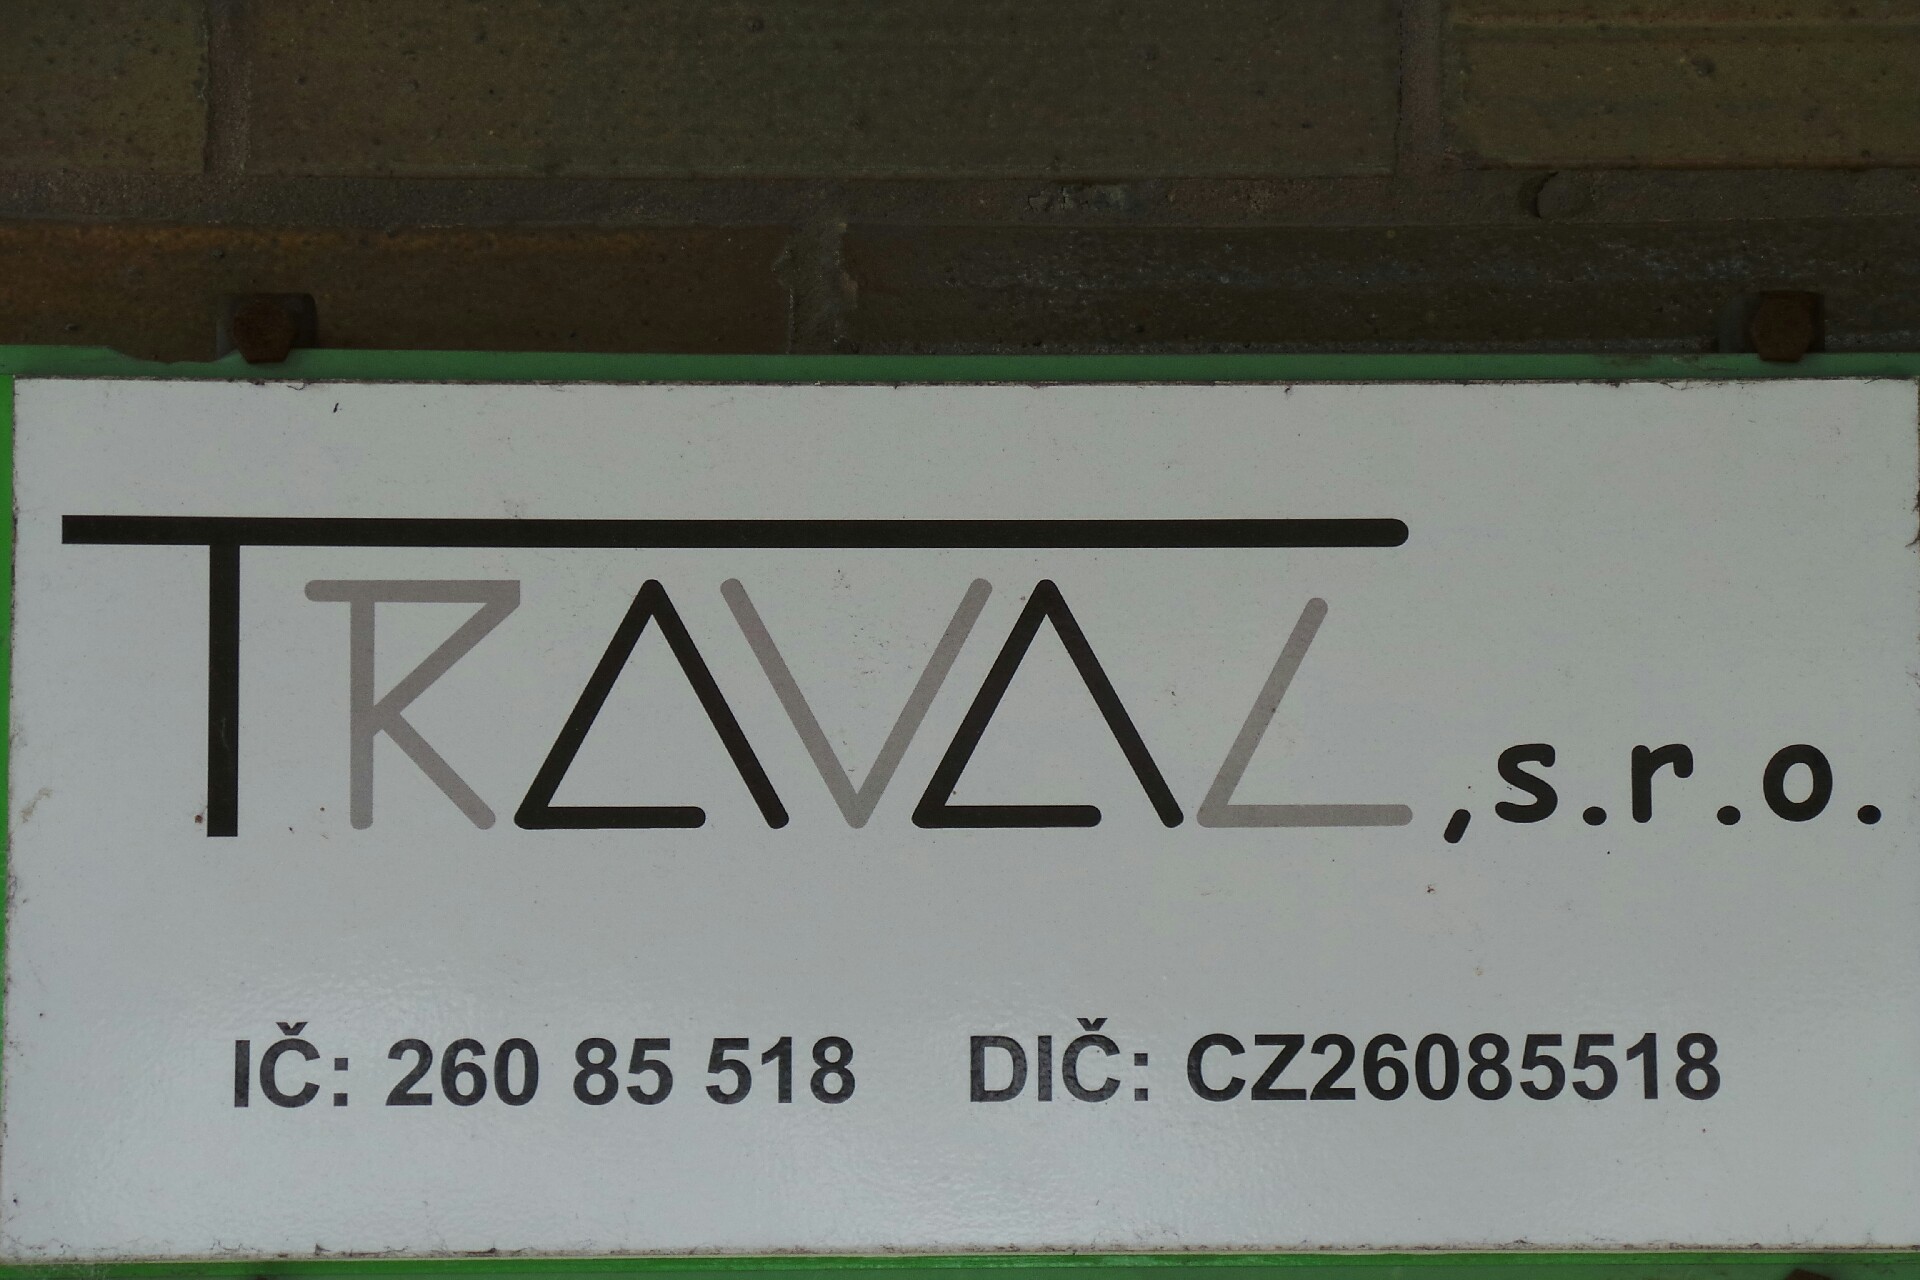 TRAVAL ,s.r.o.
IČ: 260 85 518 DIČ: CZ26085518